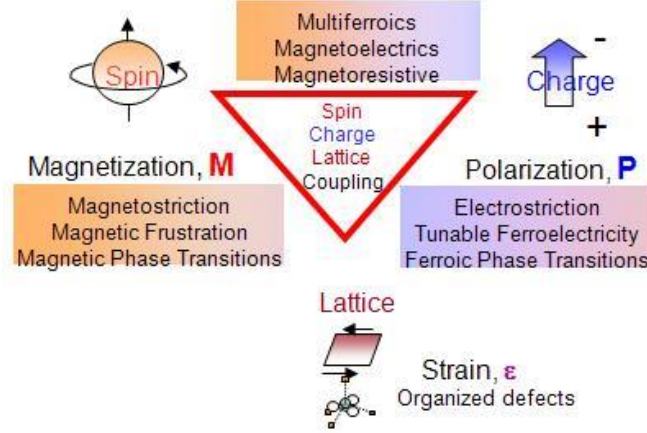 Multiferroics
Magnetoelectrics
Magnetoresistive
Spin
-
Charge
+
Spin
Charge
Lattice
Coupling
Magnetization, M
Polarization, P
Magnetostriction
Magnetic Frustration
Magnetic Phase Transitions
Electrostriction
Tunable Ferroelectricity
Ferroic Phase Transitions
Lattice
Strain, ε
Organized defects